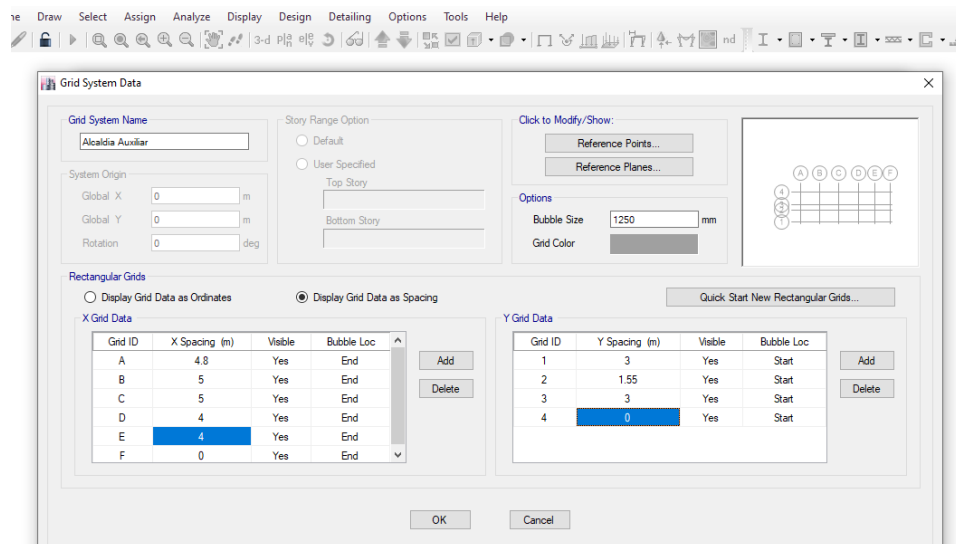 Draw Select Assign Analyze Display Design Detailing Options Tools Help
3-d nd
Grid System Data
Grid System Name Story Range Option Click to Modify/Show:
Alcaldia Auxiliar Default Reference Points...
User Specified Reference Planes...
System Origin Top Story
Global X 0 m Options
Global Y 0 m Bottom Story Bubble Size 1250 mm
Rotation 0 deg Grid Color
A B C D E F
4
3
2
1
Rectangular Grids
Display Grid Data as Ordinates Display Grid Data as Spacing Quick Start New Rectangular Grids...
X Grid Data Y Grid Data
Grid ID X Spacing (m) Visible Bubble Loc Grid ID Y Spacing (m) Visible Bubble Loc
A 4.8 Yes End Add 1 3 Yes Start Add
B 5 Yes End Delete 2 1.55 Yes Start Delete
C 5 Yes End 3 3 Yes Start
D 4 Yes End 4 0 Yes Start
E 4 Yes End
F 0 Yes End
OK Cancel